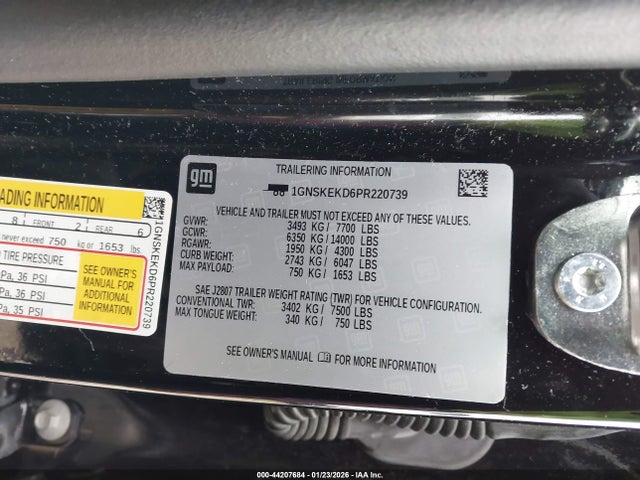 ADING INFORMATION
8 FRONT 2 REAR 6
never exceed 750 kg or 1653 lbs.
TIRE PRESSURE
Pa, 36 PSI
Pa, 36 PSI
Pa, 35 PSI
SEE OWNER'S
MANUAL FOR
ADDITIONAL
INFORMATION
1GNSKEKD6PR220739
gm
TRAILERING INFORMATION
1GNSKEKD6PR220739
VEHICLE AND TRAILER MUST NOT EXCEED ANY OF THESE VALUES.
GVWR: 3493 KG / 7700 LBS
GCWR: 6350 KG / 14000 LBS
RGAWR: 1950 KG / 4300 LBS
CURB WEIGHT: 2743 KG / 6047 LBS
MAX PAYLOAD: 750 KG / 1653 LBS
SAE J2807 TRAILER WEIGHT RATING (TWR) FOR VEHICLE CONFIGURATION.
CONVENTIONAL TWR: 3402 KG / 7500 LBS
MAX TONGUE WEIGHT: 340 KG / 750 LBS
SEE OWNER'S MANUAL FOR MORE INFORMATION
000-44207684 - 01/23/2026 - IAA Inc.